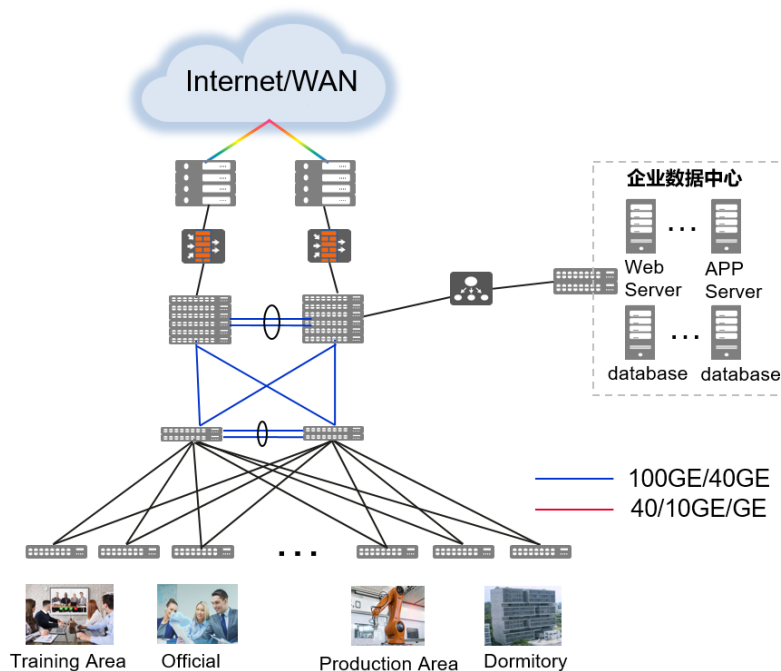 Internet/WAN
企业数据中心
Web
Server
APP
Server
database
database
100GE/40GE
40/10GE/GE
Training Area
Official
Production Area
Dormitory